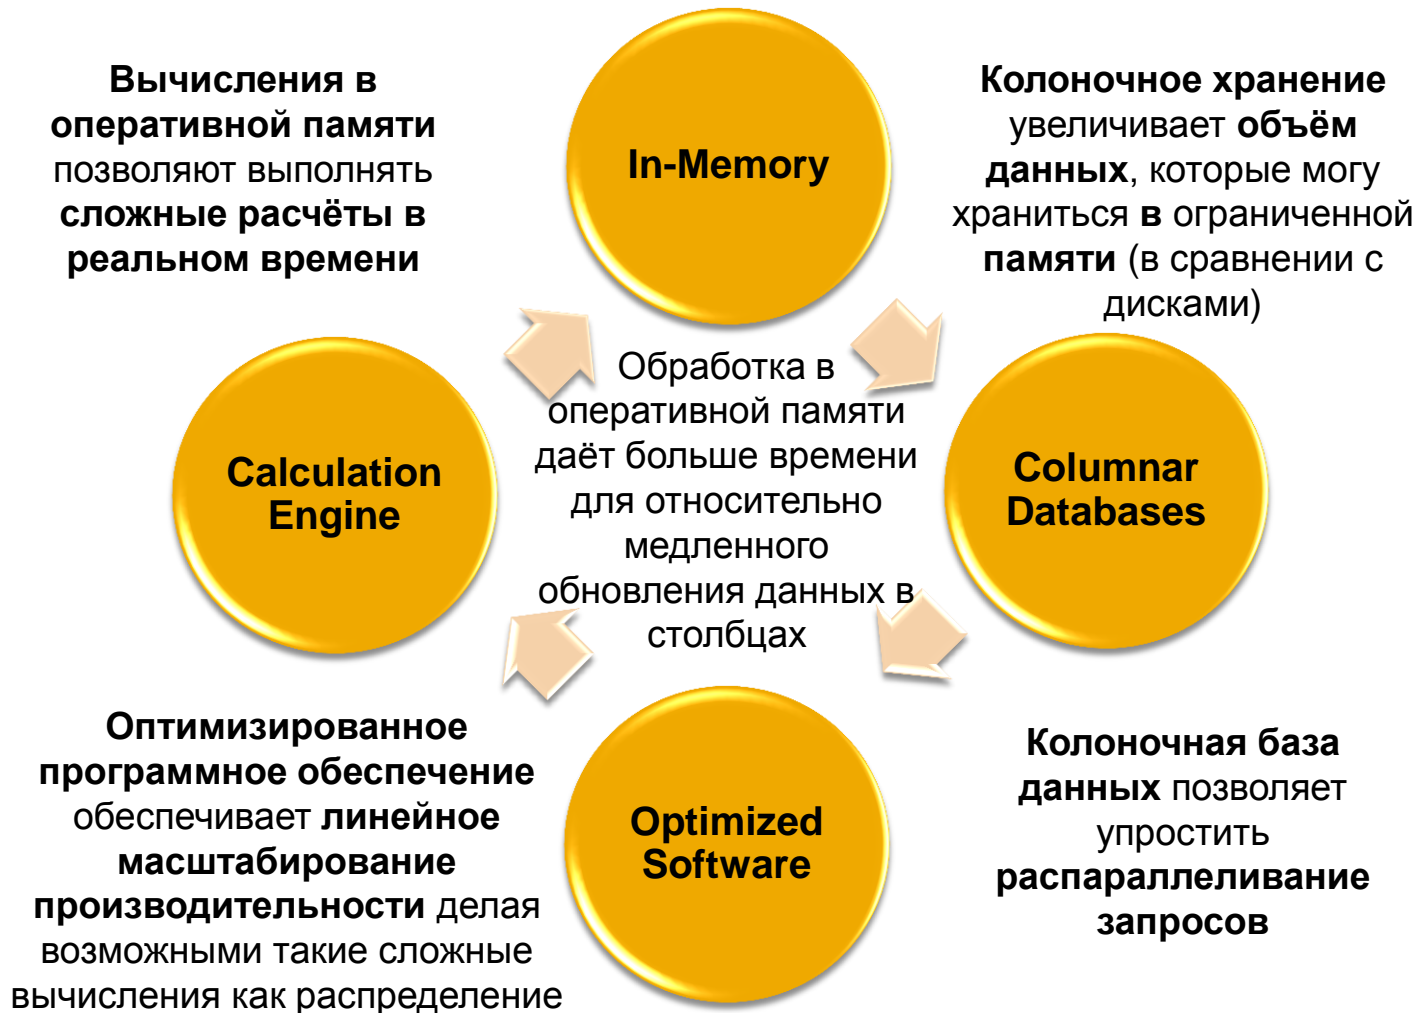 Вычисления в
оперативной памяти
позволяют выполнять
сложные расчёты в
реальном времени
In-Memory
Колоночное хранение
увеличивает объём
данных, которые могу
храниться в ограниченной
памяти (в сравнении с
дисками)
Calculation
Engine
Обработка в
оперативной памяти
даёт больше времени
для относительно
медленного
обновления данных в
столбцах
Columnar
Databases
Оптимизированное
программное обеспечение
обеспечивает линейное
масштабирование
производительности делая
возможными такие сложные
вычисления как распределение
Optimized
Software
Колоночная база
данных позволяет
упростить
распараллеливание
запросов